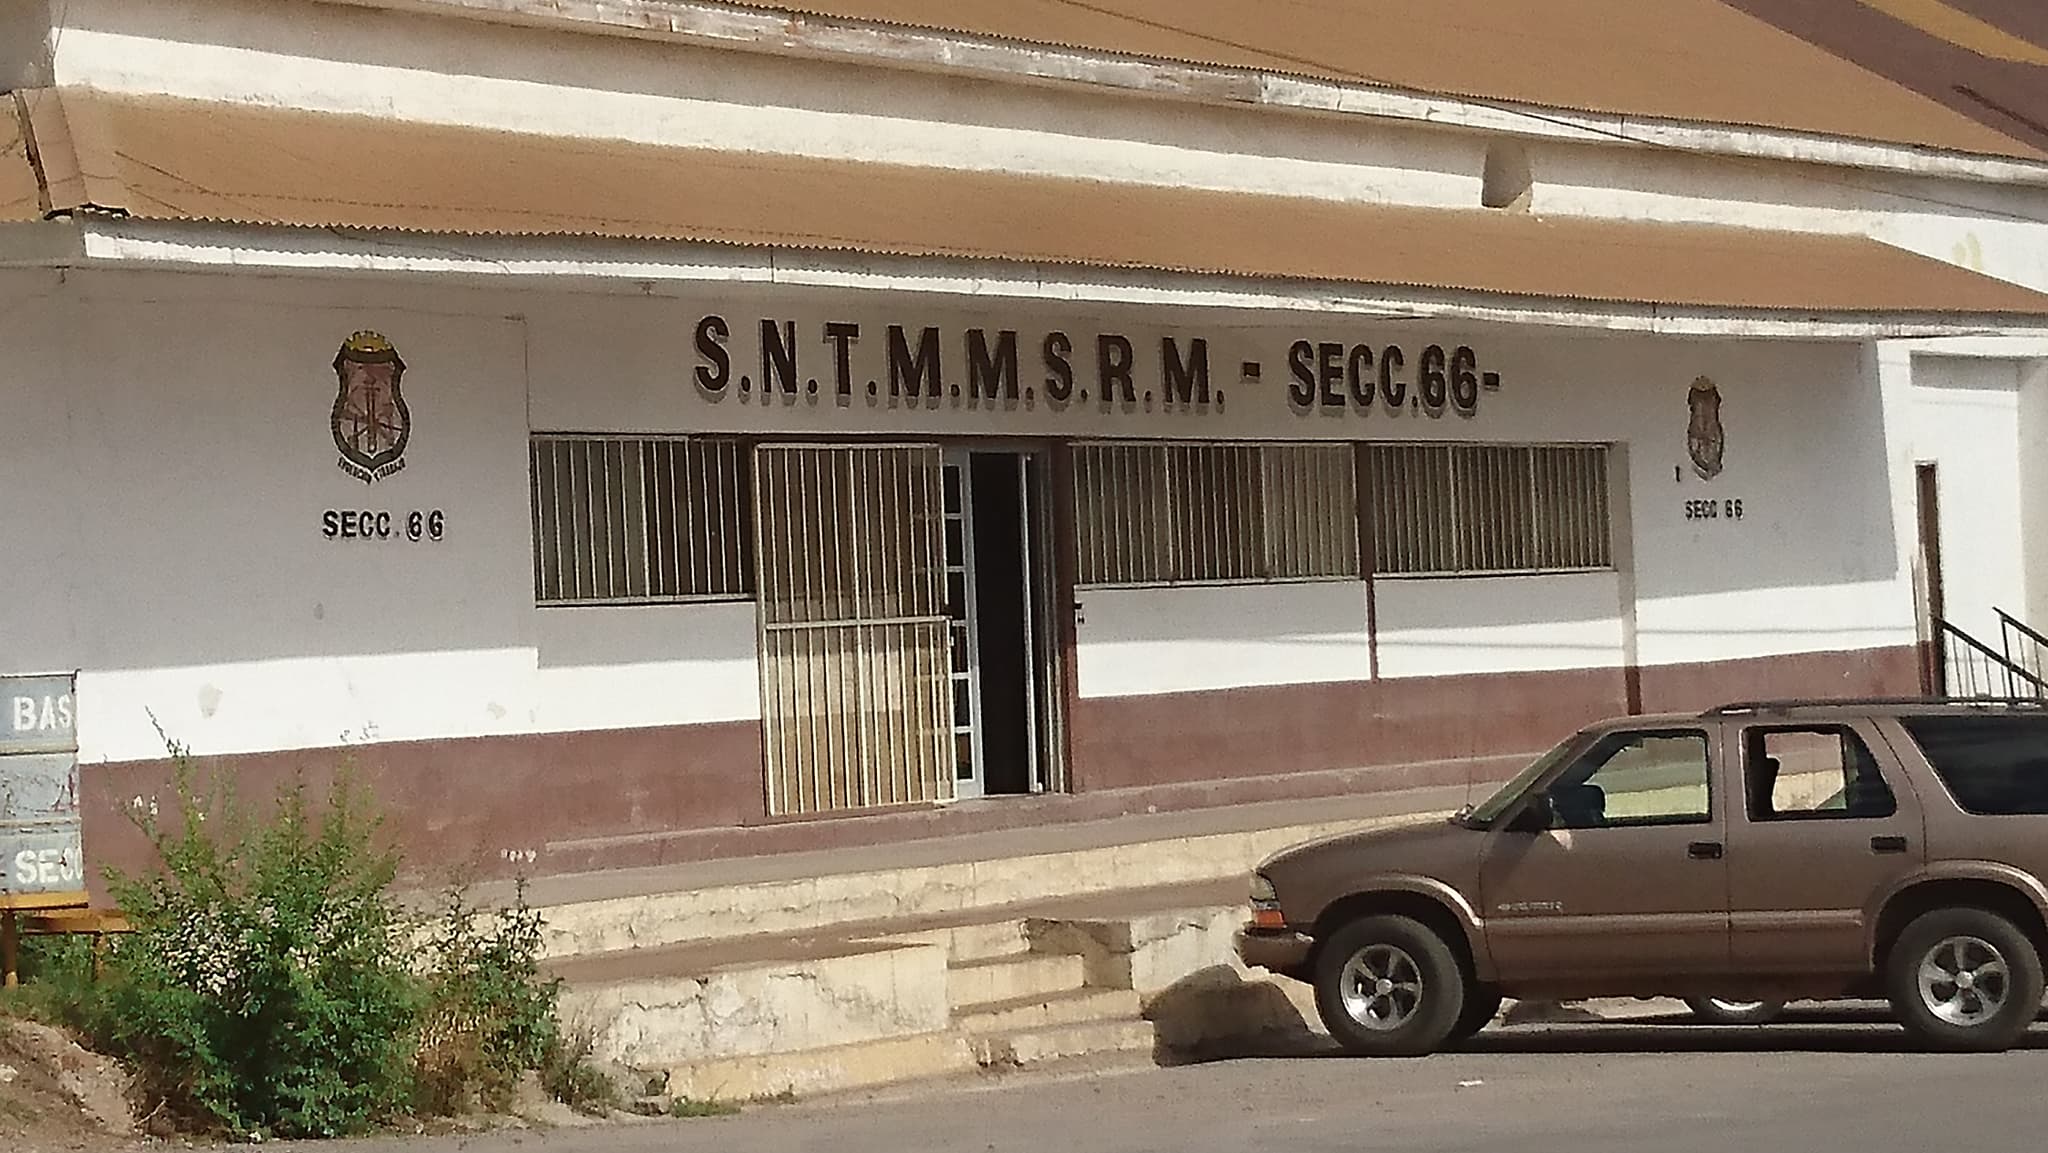 S.N.T.M.M.S.R.M. - SECC.66-
SECC. 66
SECC 66
BAS
SEC